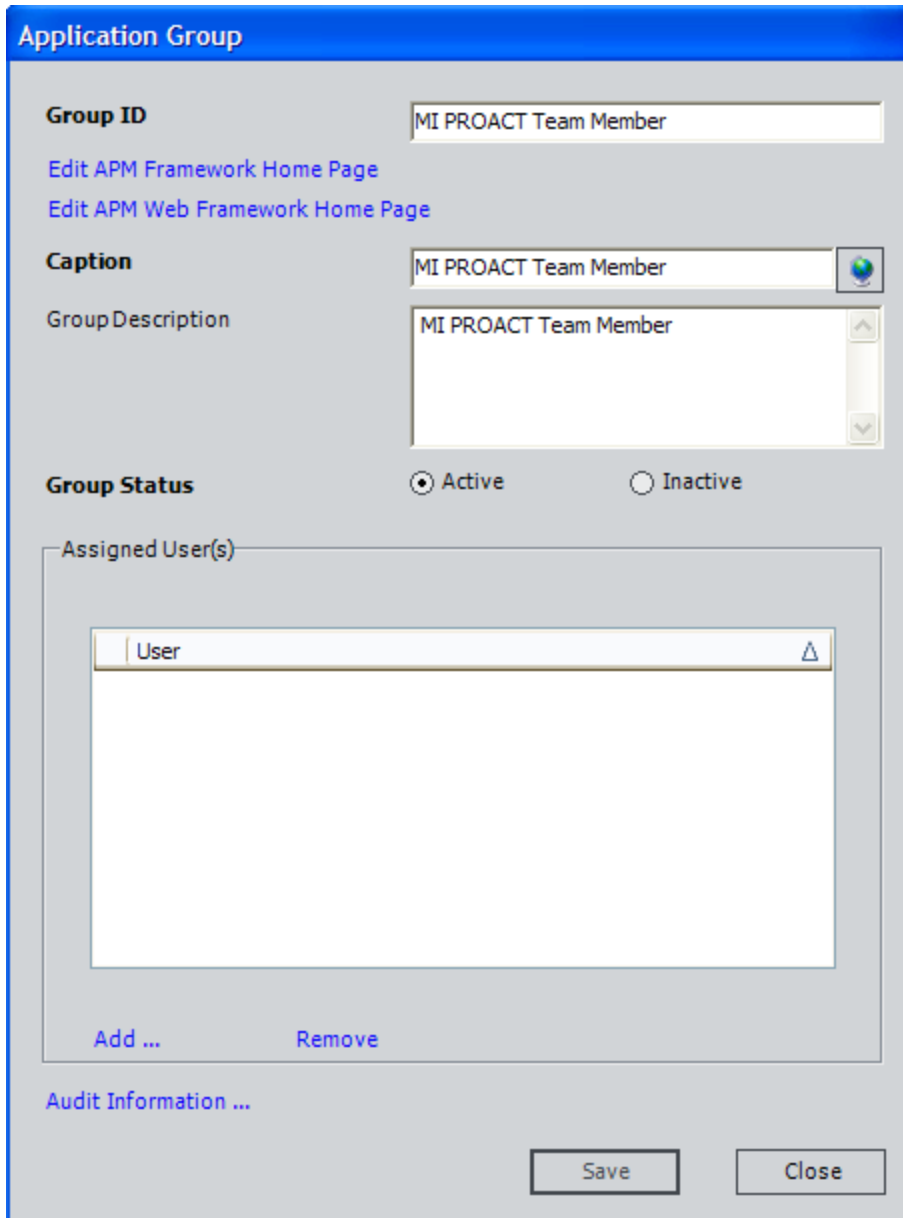 Application Group
Group ID MI PROACT Team Member
Edit APM Framework Home Page
Edit APM Web Framework Home Page
Caption MI PROACT Team Member
Group Description MI PROACT Team Member
Group Status Active Inactive
Assigned User(s)
User
Add ... Remove
Audit Information ...
Save Close